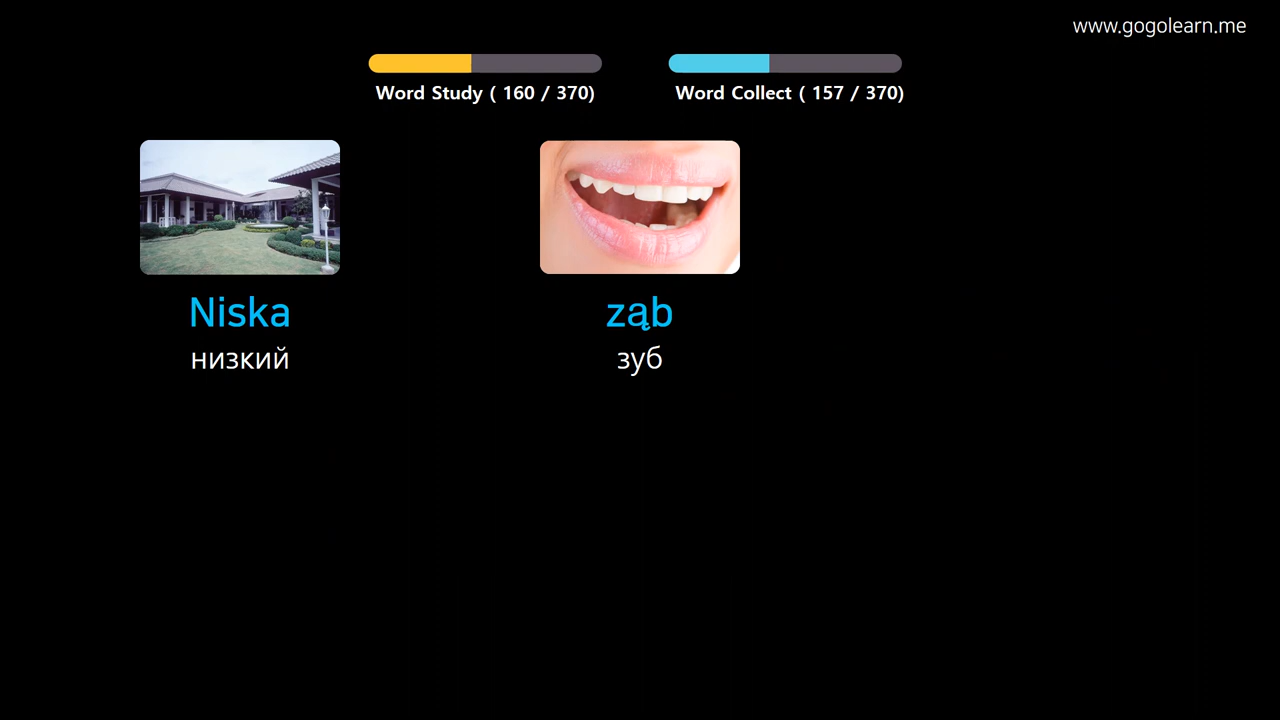 www.gogolearn.me
Word Study ( 160 / 370)
Word Collect ( 157 / 370)
Niska
низкий
ząb
зуб